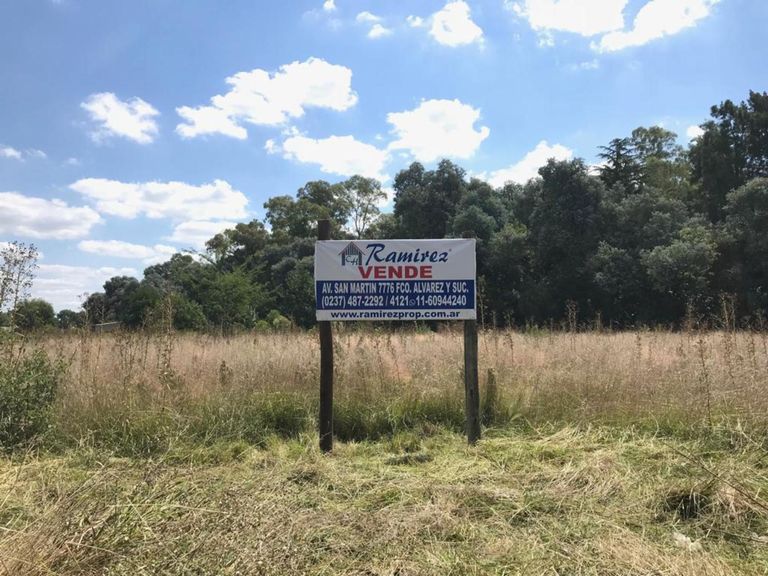 Ramirez
VENDE
AV. SAN MARTIN 7776 FCO. ALVAREZ Y SUC.
(0237) 487-2292 / 4121 11-60944240
www.ramirezprop.com.ar